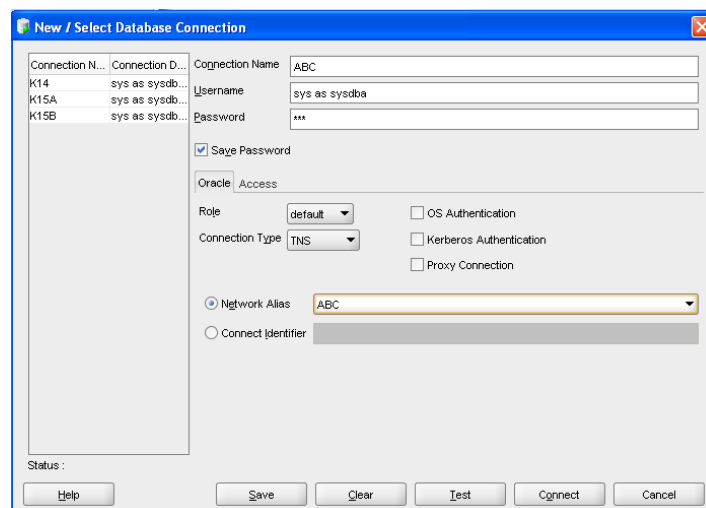 New / Select Database Connection
Connection N... Connection D...
K14 sys as sysdb...
K15A sys as sysdb...
K15B sys as sysdb...
Connection Name ABC
Username sys as sysdba
Password ***
Save Password
Oracle Access
Role default
OS Authentication
Connection Type TNS
Kerberos Authentication
Proxy Connection
Network Alias ABC
Connect Identifier
Status :
Help Save Clear Test Connect Cancel